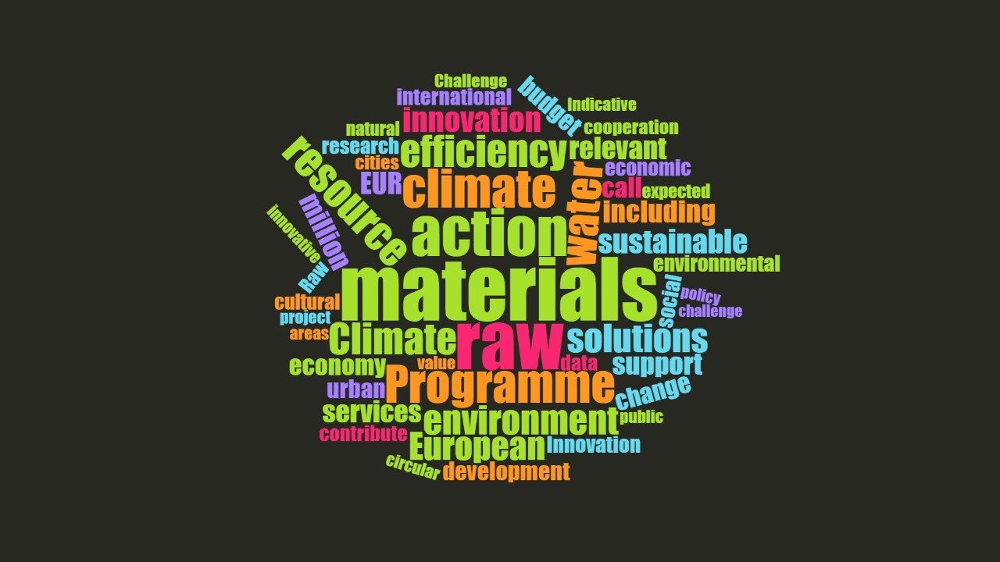 Challenge
budget
international
Indicative
innovation
natural
cooperation
resource
research
efficiency
relevant
cities
water
economic
EUR
climate
call
expected
million
including
innovative
action
sustainable
environmental
Raw
materials
social
policy
cultural
challenge
project
areas
Climate
raw
solutions
economy
value
data
support
urban
Programme
change
services
environment
public
contribute
European
Innovation
circular
development